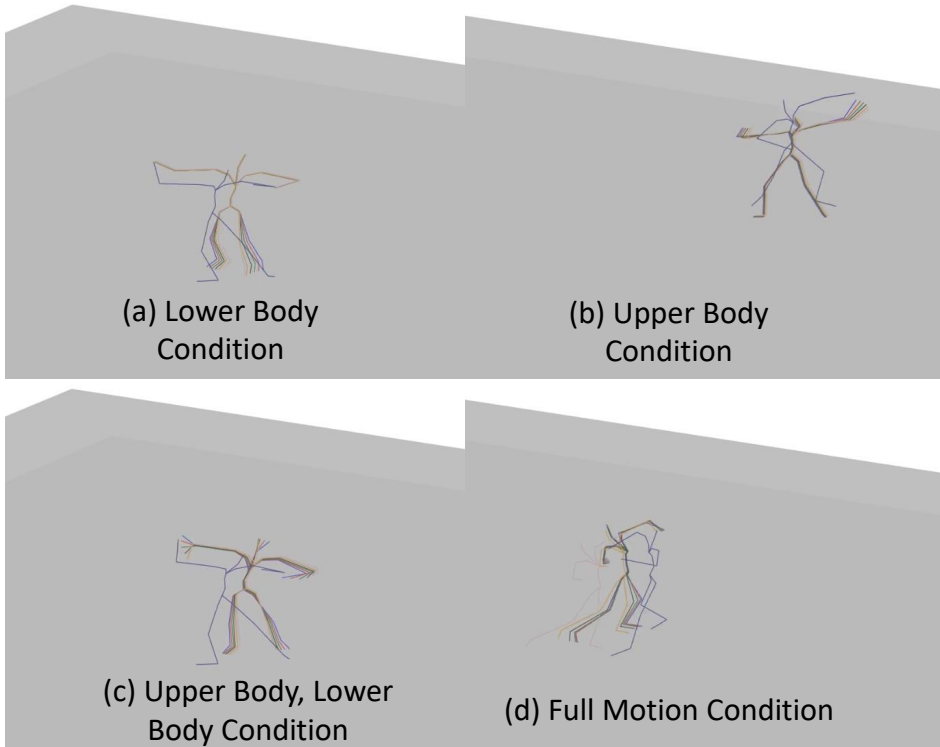 (a) Lower Body
Condition
(b) Upper Body
Condition
(c) Upper Body, Lower
Body Condition
(d) Full Motion Condition